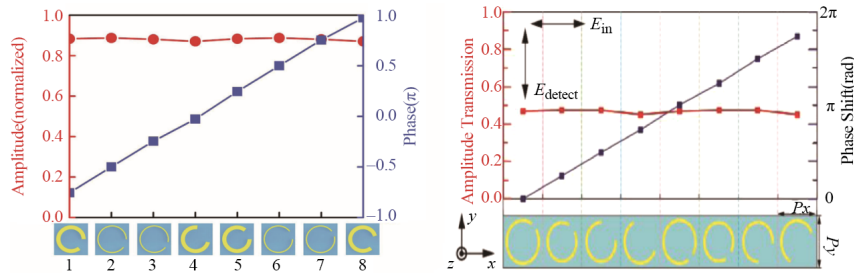 Amplitude(normalized)
1.0
0.8
0.6
0.4
0.2
0.0
1.0
0.5
0.0
−0.5
−1.0
Phase(π)
1 2 3 4 5 6 7 8
Amplitude Transmission
1.0
0.8
0.6
0.4
0.2
0.0
E_in
E_detect
2π
π
0
Phase Shift(rad)
y
z x
Px
Py